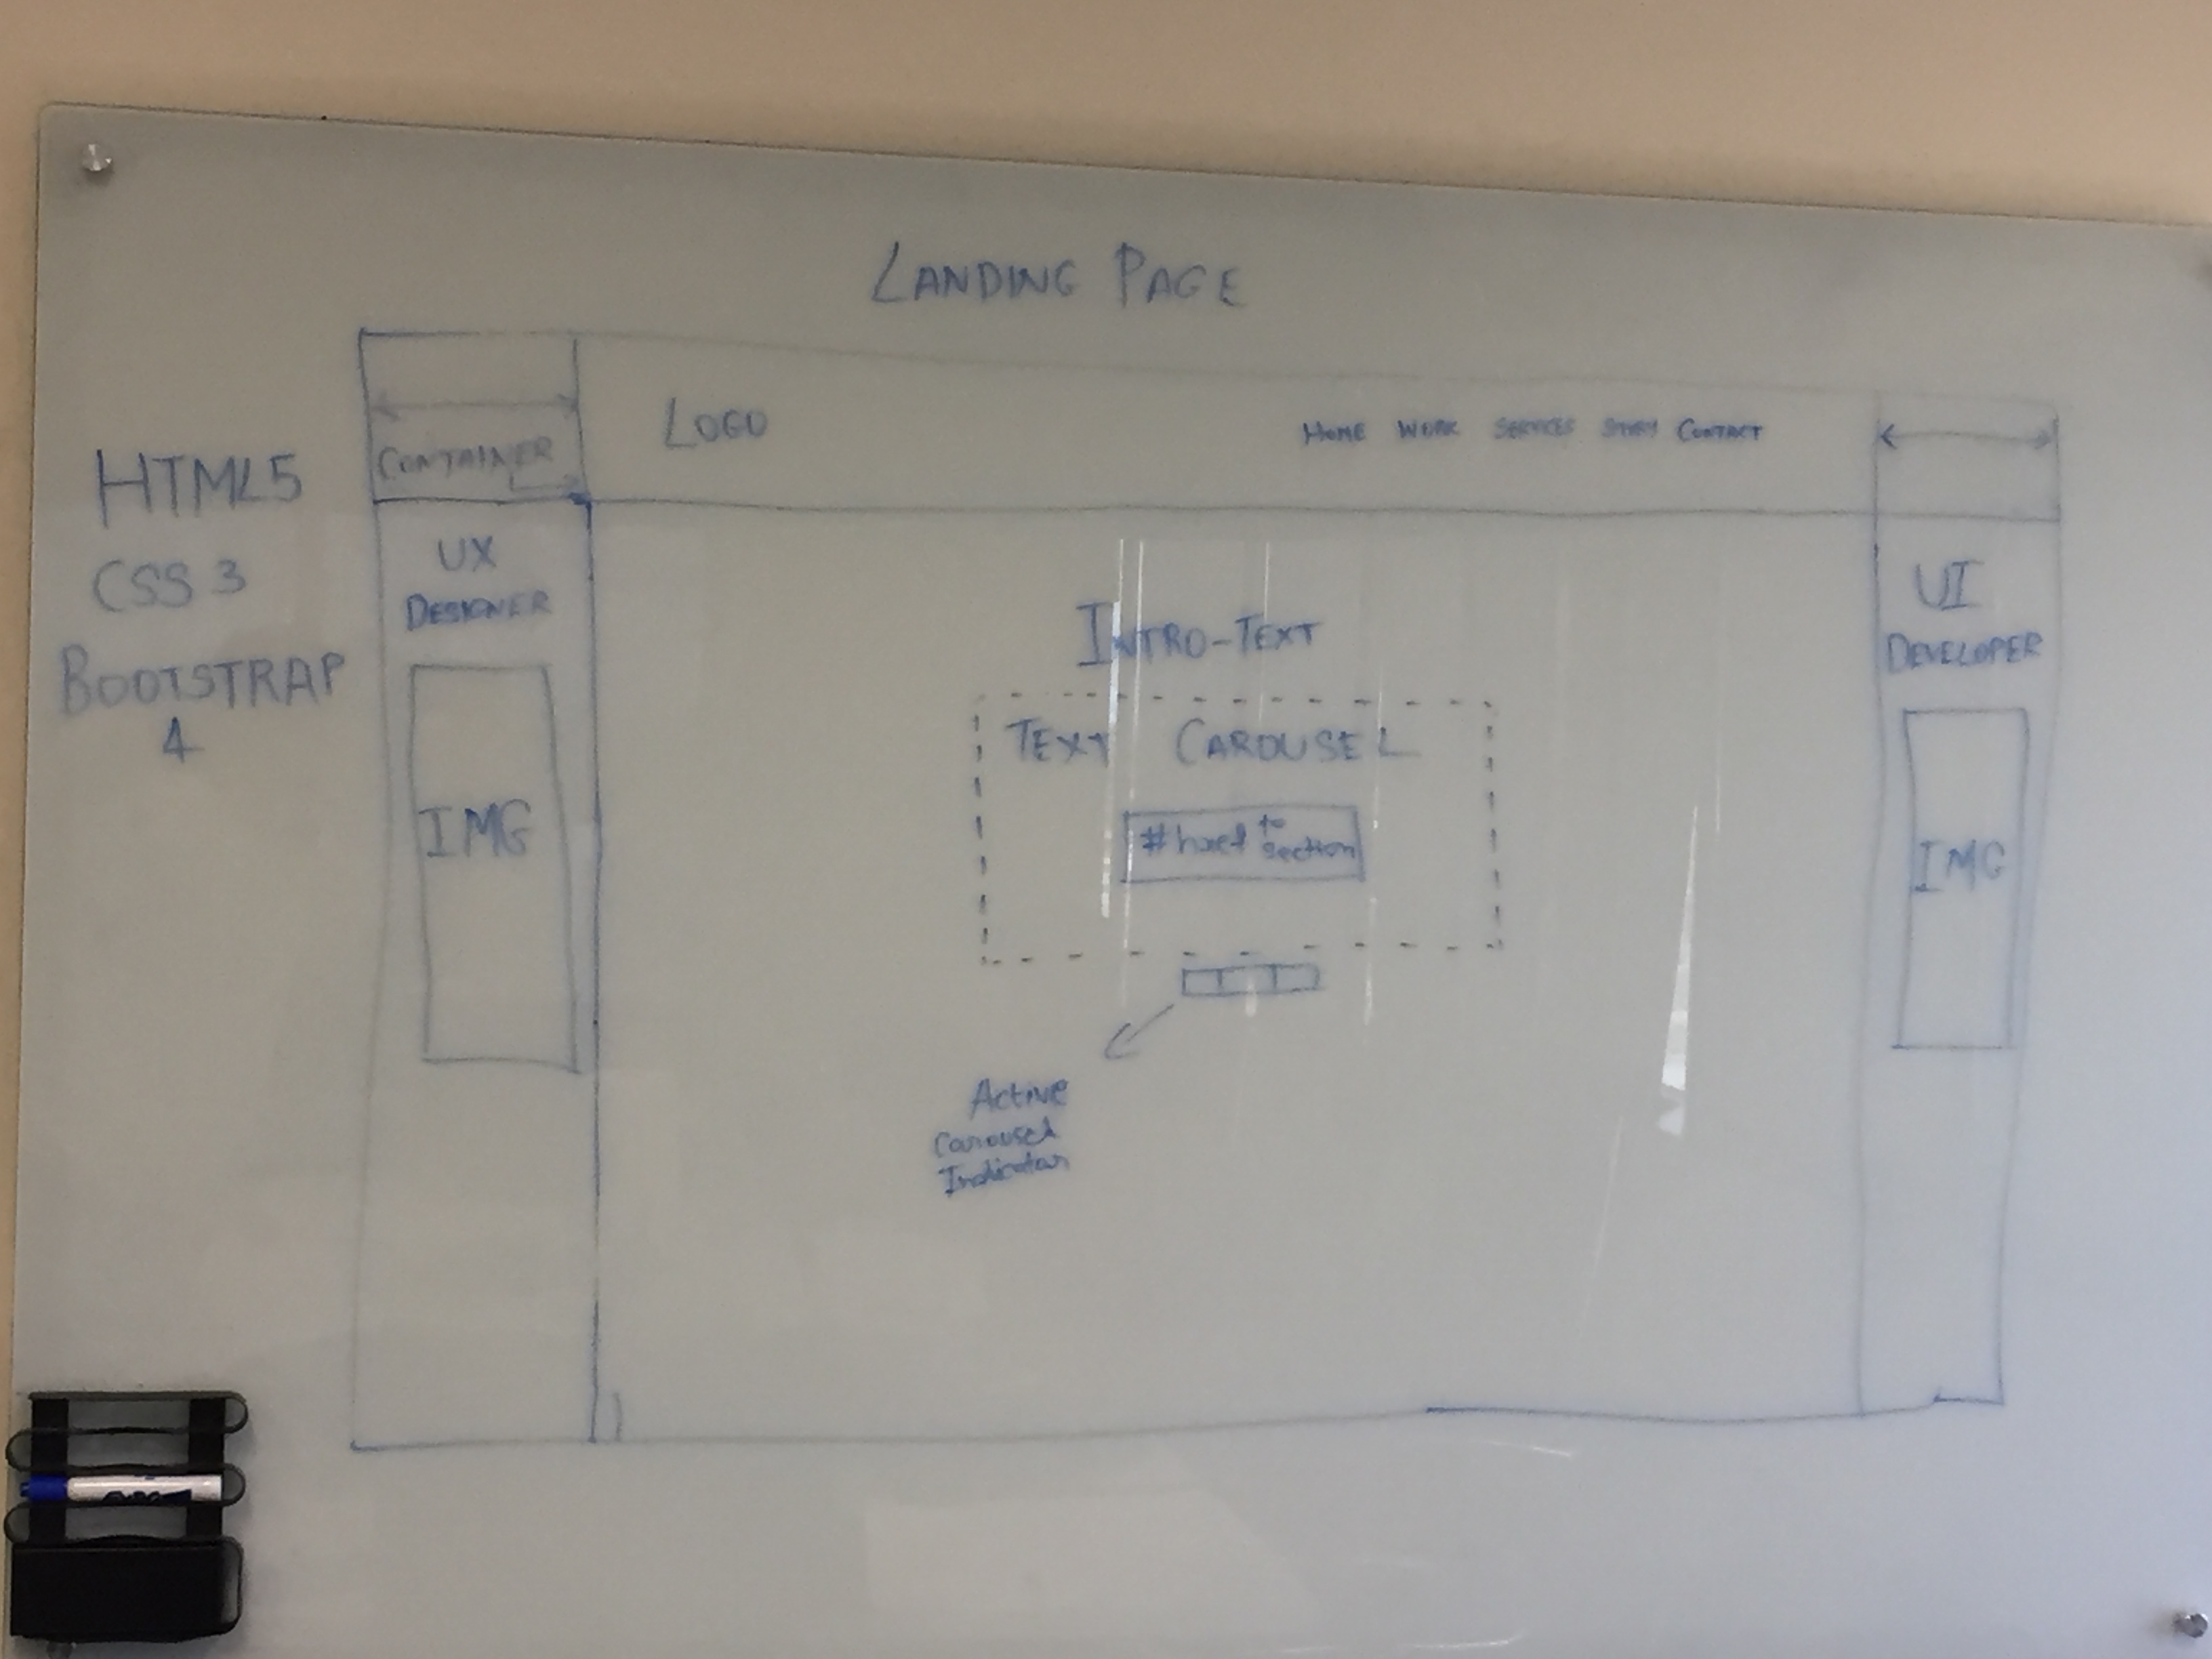 LANDING PAGE
HTML5
CSS 3
BOOTSTRAP
4
CONTAINER
LOGO
HOME WORK SERVICES STORY CONTACT
UX
DESIGNER
IMG
INTRO-TEXT
TEXT CAROUSEL
#href to
section
Active
Carousel
Indicator
UI
DEVELOPER
IMG